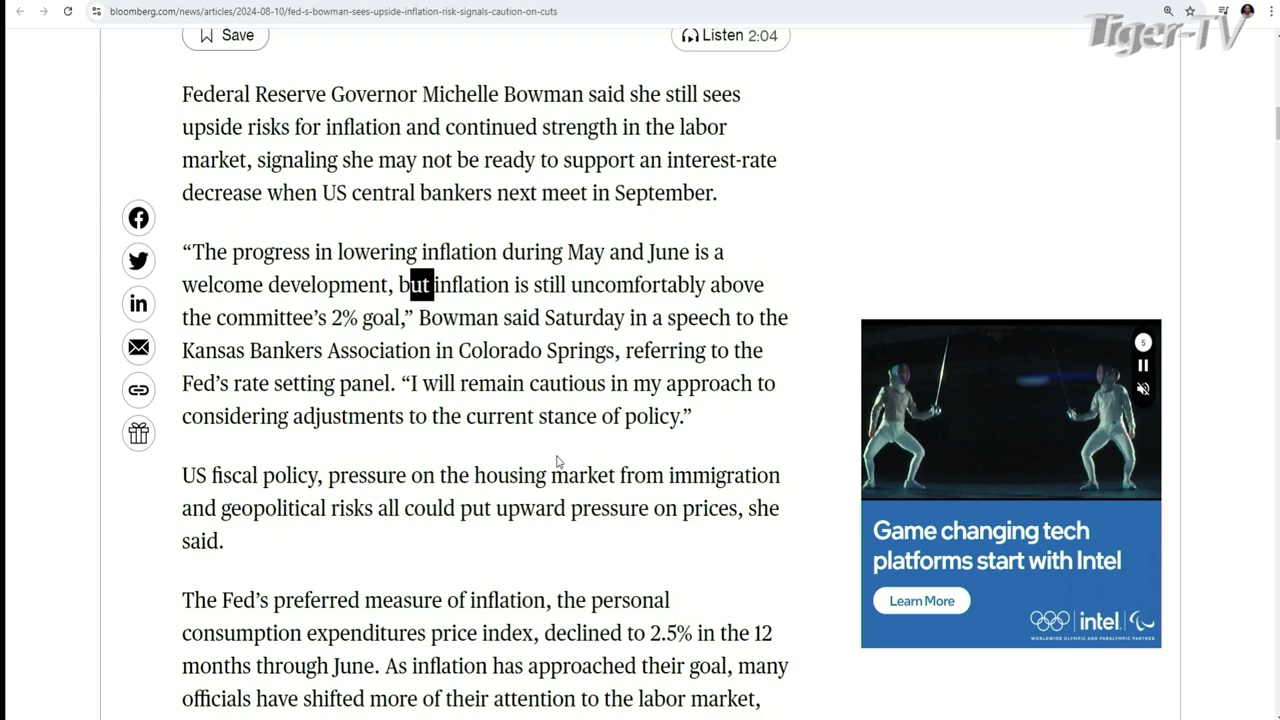 bloomberg.com/news/articles/2024-08-10/fed-s-bowman-sees-upside-inflation-risk-signals-caution-on-cuts
Tiger-TV
Save
Listen 2:04
Federal Reserve Governor Michelle Bowman said she still sees
upside risks for inflation and continued strength in the labor
market, signaling she may not be ready to support an interest-rate
decrease when US central bankers next meet in September.
“The progress in lowering inflation during May and June is a
welcome development, but inflation is still uncomfortably above
the committee’s 2% goal,” Bowman said Saturday in a speech to the
Kansas Bankers Association in Colorado Springs, referring to the
Fed’s rate setting panel. “I will remain cautious in my approach to
considering adjustments to the current stance of policy.”
US fiscal policy, pressure on the housing market from immigration
and geopolitical risks all could put upward pressure on prices, she
said.
The Fed’s preferred measure of inflation, the personal
consumption expenditures price index, declined to 2.5% in the 12
months through June. As inflation has approached their goal, many
officials have shifted more of their attention to the labor market,
5
Game changing tech
platforms start with Intel
Learn More
intel.
WORLDWIDE OLYMPIC AND PARALYMPIC PARTNER